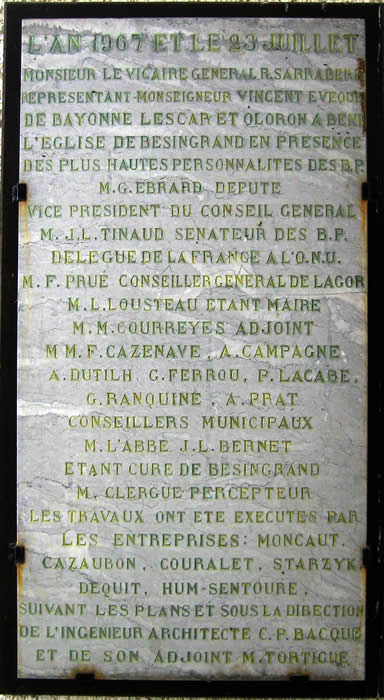 L'AN 1967 ET LE 23 JUILLET
MONSIEUR LE VICAIRE GENERAL R. SARRABERE
REPRESENTANT MONSEIGNEUR VINCENT EVEQUE
DE BAYONNE LESCAR ET OLORON A BENI
L'EGLISE DE BESINGRAND EN PRESENCE
DES PLUS HAUTES PERSONNALITES DES B.P.
M.G. EBRARD DEPUTE
VICE PRESIDENT DU CONSEIL GENERAL
M. J.L. TINAUD SENATEUR DES B.P.
DELEGUE DE LA FRANCE A L'O.N.U.
M. F. PRUÉ CONSEILLER GENERAL DE LAGOR
M. L. LOUSTEAU ETANT MAIRE
M. M. COURREYES ADJOINT
M M. F. CAZENAVE, A. CAMPAGNE,
A. DUTILH, G. FERROU, P. LACABE,
G. RANQUINE, A. PRAT
CONSEILLERS MUNICIPAUX
M. L'ABBE J.L. BERNET
ETANT CURE DE BESINGRAND
M. CLERGUE PERCEPTEUR
LES TRAVAUX ONT ETE EXECUTES PAR
LES ENTREPRISES: MONCAUT,
CAZAUBON, COURALET, STARZYK,
DEQUIT, HUM-SENTOURE,
SUIVANT LES PLANS ET SOUS LA DIRECTION
DE L'INGENIEUR ARCHITECTE C. P. BACQUE
ET DE SON ADJOINT M. TORTIGUE